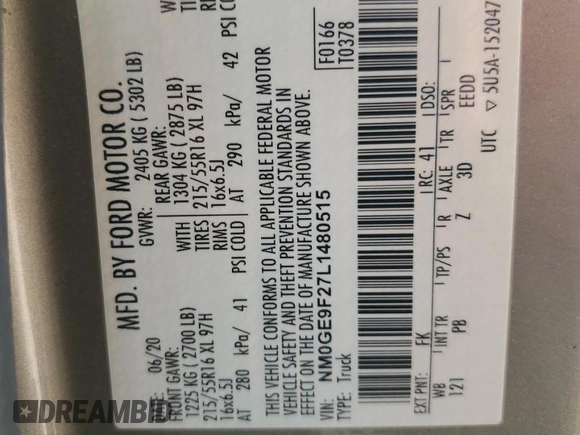 MFD. BY FORD MOTOR CO.
06/20
GVWR: 2405 KG ( 5302 LB)
FRONT GAWR:
1225 KG ( 2700 LB)
215/55R16 XL 97H
16x6.5J
AT 280 kPa/ 41 PSI COLD
WITH
TIRES
RIMS
REAR GAWR:
1304 KG ( 2875 LB)
215/55R16 XL 97H
16x6.5J
AT 290 kPa/ 42 PSI COLD
THIS VEHICLE CONFORMS TO ALL APPLICABLE FEDERAL MOTOR
VEHICLE SAFETY AND THEFT PREVENTION STANDARDS IN
EFFECT ON THE DATE OF MANUFACTURE SHOWN ABOVE.
VIN: NM0GE9F27L1480515
TYPE: Truck
F0166
T0378
EXT PNT: FK RC: 41 DSO:
WB INT TR TP/PS R AXLE TR SPR
121 PB Z 3D EEDD
UTC ▽ 5U5A-152047
DREAMBID